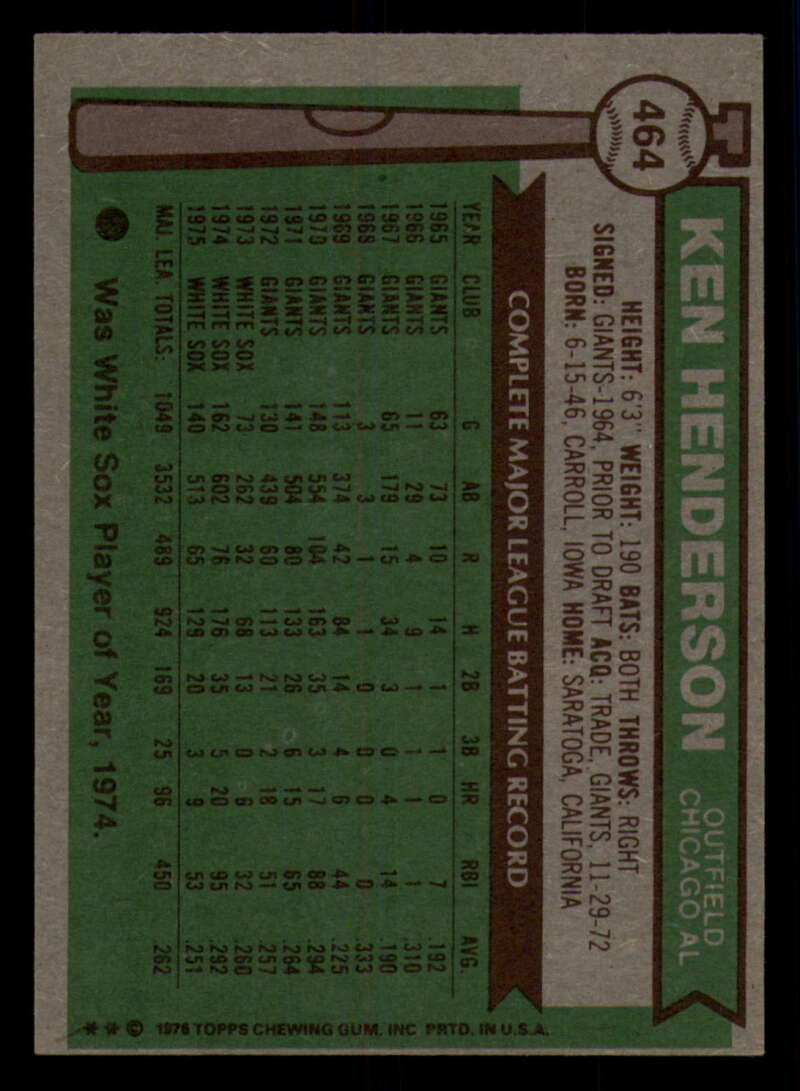 464
KEN HENDERSON
OUTFIELD
CHICAGO AL
HEIGHT: 6'3" WEIGHT: 190 BATS: BOTH THROWS: RIGHT
SIGNED: GIANTS-1964, PRIOR TO DRAFT ACQ: TRADE, GIANTS, 11-29-72
BORN: 6-15-46, CARROLL, IOWA HOME: SARATOGA, CALIFORNIA
COMPLETE MAJOR LEAGUE BATTING RECORD
YEAR CLUB G AB R H 2B 3B HR RBI AVG.
1965 GIANTS 63 73 10 14 1 1 0 7 .192
1966 GIANTS 11 29 4 9 1 1 1 1 .310
1967 GIANTS 65 179 15 34 3 0 4 14 .190
1968 GIANTS 3 3 1 1 0 0 0 0 .333
1969 GIANTS 113 374 42 84 14 4 6 44 .225
1970 GIANTS 148 554 104 163 35 3 17 88 .294
1971 GIANTS 141 504 80 133 26 6 15 65 .264
1972 GIANTS 130 439 60 113 21 2 18 51 .257
1973 WHITE SOX 73 262 32 68 13 0 6 32 .260
1974 WHITE SOX 162 602 76 176 35 5 20 95 .292
1975 WHITE SOX 140 513 65 129 20 3 9 53 .251
MAJ. LEA. TOTALS: 1049 3532 489 924 169 25 96 450 .262
Was White Sox Player of Year, 1974.
** © 1976 TOPPS CHEWING GUM. INC PRTD. IN U.S.A.